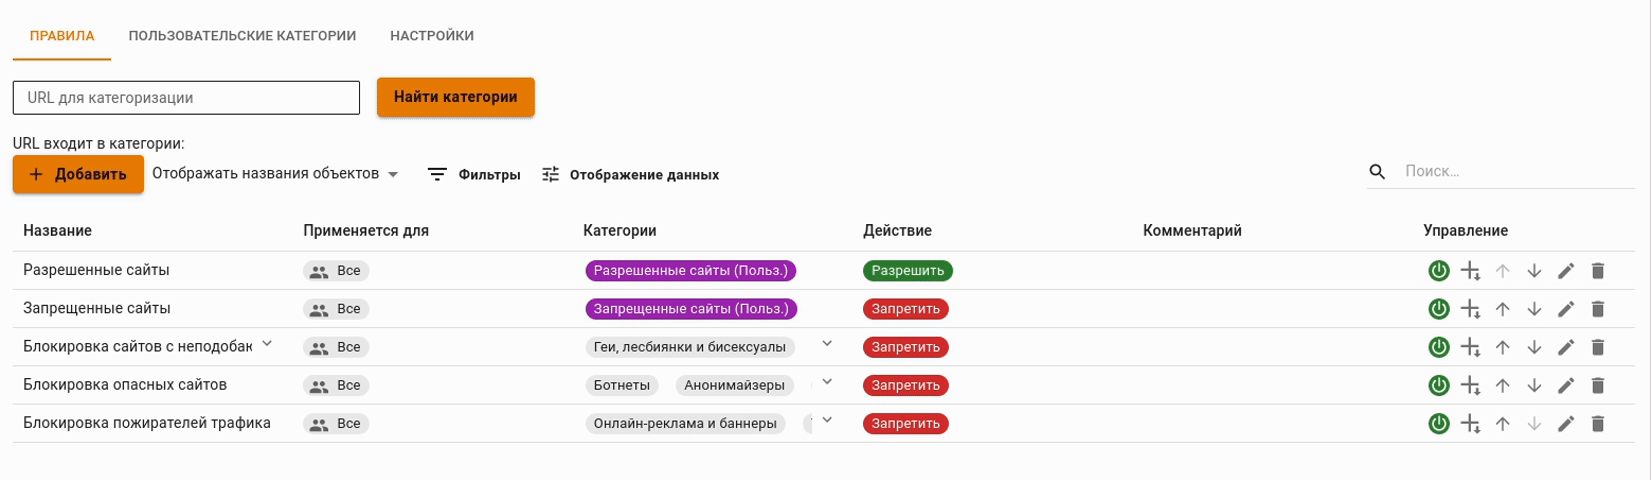 ПРАВИЛА ПОЛЬЗОВАТЕЛЬСКИЕ КАТЕГОРИИ НАСТРОЙКИ
URL для категоризации Найти категории
URL входит в категории:
+ Добавить Отображать названия объектов Фильтры Отображение данных Поиск...
Название Применяется для Категории Действие Комментарий Управление
Разрешенные сайты Все Разрешенные сайты (Польз.) Разрешить
Запрещенные сайты Все Запрещенные сайты (Польз.) Запретить
Блокировка сайтов с неподобаю Все Геи, лесбиянки и бисексуалы Запретить
Блокировка опасных сайтов Все Ботнеты Анонимайзеры Запретить
Блокировка пожирателей трафика Все Онлайн-реклама и баннеры Запретить